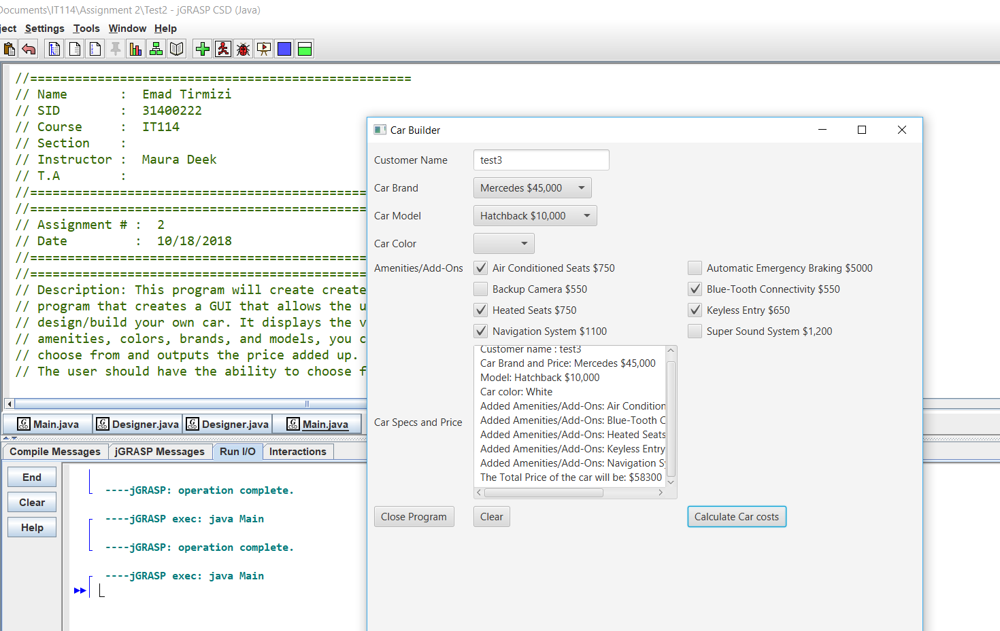 Documents\IT114\Assignment 2\Test2 - jGRASP CSD (Java)
ject Settings Tools Window Help
//===================================================
// Name : Emad Tirmizi
// SID : 31400222
// Course : IT114
// Section :
// Instructor : Maura Deek
// T.A :
//=============================================
//=============================================
// Assignment # : 2
// Date : 10/18/2018
//=============================================
//=============================================
// Description: This program will create create
// program that creates a GUI that allows the u
// design/build your own car. It displays the v
// amenities, colors, brands, and models, you c
// choose from and outputs the price added up.
// The user should have the ability to choose f
Main.java Designer.java Designer.java Main.java
Compile Messages jGRASP Messages Run I/O Interactions
End
Clear
Help
----jGRASP: operation complete.
----jGRASP exec: java Main
----jGRASP: operation complete.
----jGRASP exec: java Main
Car Builder
Customer Name test3
Car Brand Mercedes $45,000
Car Model Hatchback $10,000
Car Color
Amenities/Add-Ons Air Conditioned Seats $750 Automatic Emergency Braking $5000
Backup Camera $550 Blue-Tooth Connectivity $550
Heated Seats $750 Keyless Entry $650
Navigation System $1100 Super Sound System $1,200
Car Specs and Price
Customer name : test3
Car Brand and Price: Mercedes $45,000
Model: Hatchback $10,000
Car color: White
Added Amenities/Add-Ons: Air Condition
Added Amenities/Add-Ons: Blue-Tooth C
Added Amenities/Add-Ons: Heated Seats
Added Amenities/Add-Ons: Keyless Entry
Added Amenities/Add-Ons: Navigation Sy
The Total Price of the car will be: $58300
Close Program Clear Calculate Car costs